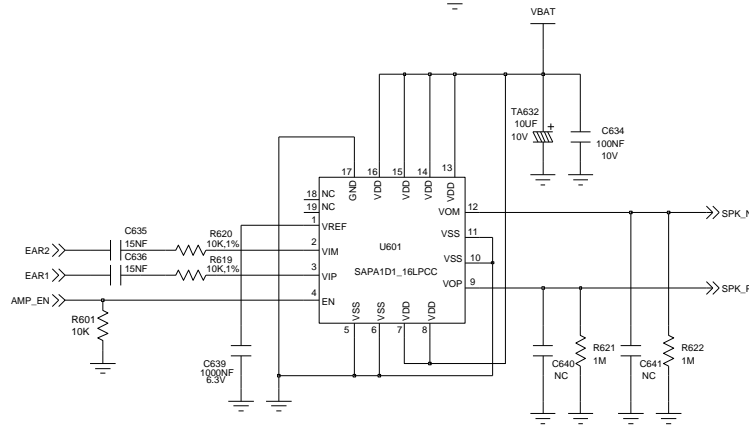 VBAT
TA632
10UF
10V
+
C634
100NF
10V
17
16
15
14
13
GND
VDD
VDD
VDD
VDD
18
NC
19
NC
1
VREF
VOM
12
SPK_N
C635
15NF
R620
10K,1%
EAR2
2
VIM
U601
VSS
11
C636
15NF
R619
10K,1%
EAR1
3
VIP
SAPA1D1_16LPCC
VSS
10
AMP_EN
4
EN
VOP
9
SPK_P
VSS
VSS
VDD
VDD
5
6
7
8
R601
10K
C639
1000NF
6.3V
C640
NC
R621
1M
C641
NC
R622
1M